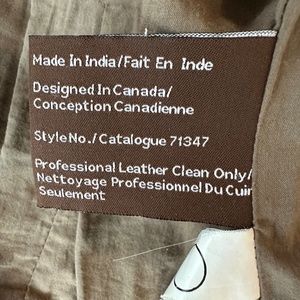 Made In India/Fait En Inde
Designed In Canada/
Conception Canadienne
Style No./Catalogue 71347
Professional Leather Clean Only/
Nettoyage Professionnel Du Cuir
Seulement